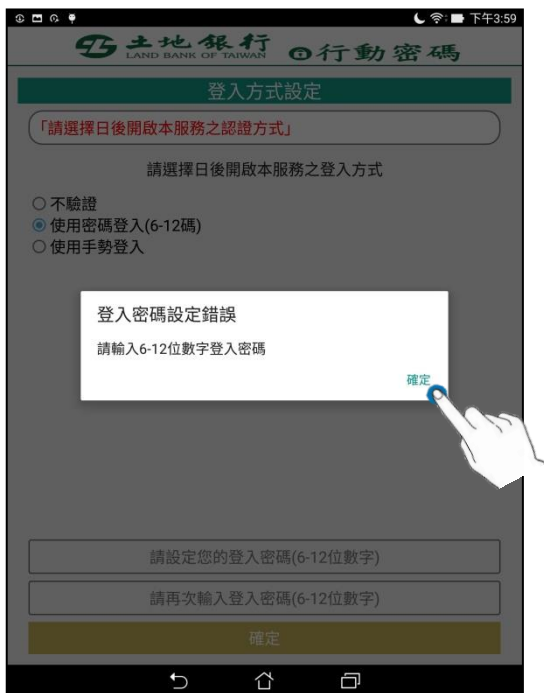 下午3:59
土地銀行
LAND BANK OF TAIWAN
行動密碼
登入方式設定
「請選擇日後開啟本服務之認證方式」
請選擇日後開啟本服務之登入方式
不驗證
使用密碼登入(6-12碼)
使用手勢登入
登入密碼設定錯誤
請輸入6-12位數字登入密碼
確定
請設定您的登入密碼(6-12位數字)
請再次輸入登入密碼(6-12位數字)
確定